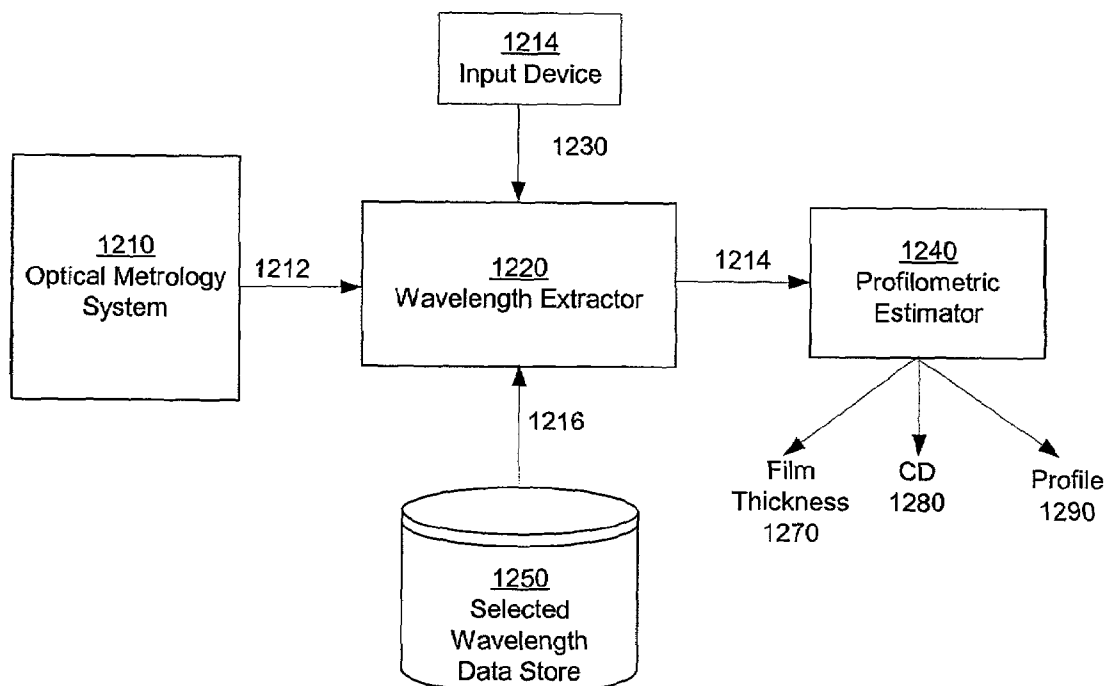 1214
Input Device
1230
1210
Optical Metrology
System
1212
1220
Wavelength Extractor
1214
1240
Profilometric
Estimator
1216
Film
Thickness
1270
CD
1280
Profile
1290
1250
Selected
Wavelength
Data Store